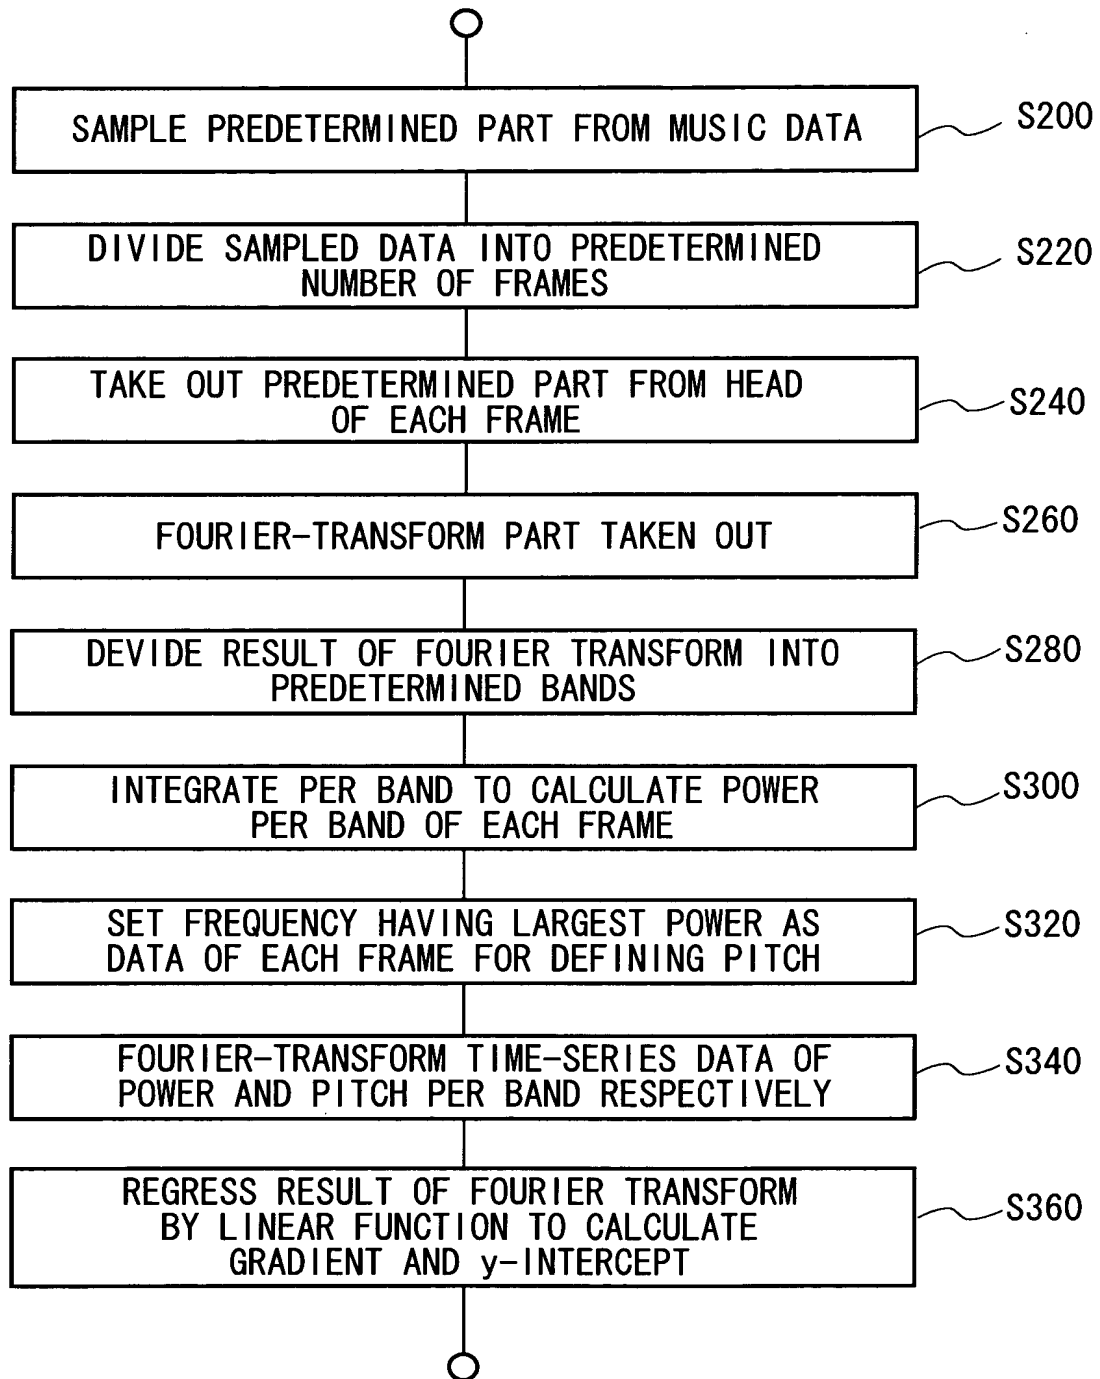 SAMPLE PREDETERMINED PART FROM MUSIC DATA
S200
DIVIDE SAMPLED DATA INTO PREDETERMINED
NUMBER OF FRAMES
S220
TAKE OUT PREDETERMINED PART FROM HEAD
OF EACH FRAME
S240
FOURIER-TRANSFORM PART TAKEN OUT
S260
DEVIDE RESULT OF FOURIER TRANSFORM INTO
PREDETERMINED BANDS
S280
INTEGRATE PER BAND TO CALCULATE POWER
PER BAND OF EACH FRAME
S300
SET FREQUENCY HAVING LARGEST POWER AS
DATA OF EACH FRAME FOR DEFINING PITCH
S320
FOURIER-TRANSFORM TIME-SERIES DATA OF
POWER AND PITCH PER BAND RESPECTIVELY
S340
REGRESS RESULT OF FOURIER TRANSFORM
BY LINEAR FUNCTION TO CALCULATE
GRADIENT AND y-INTERCEPT
S360